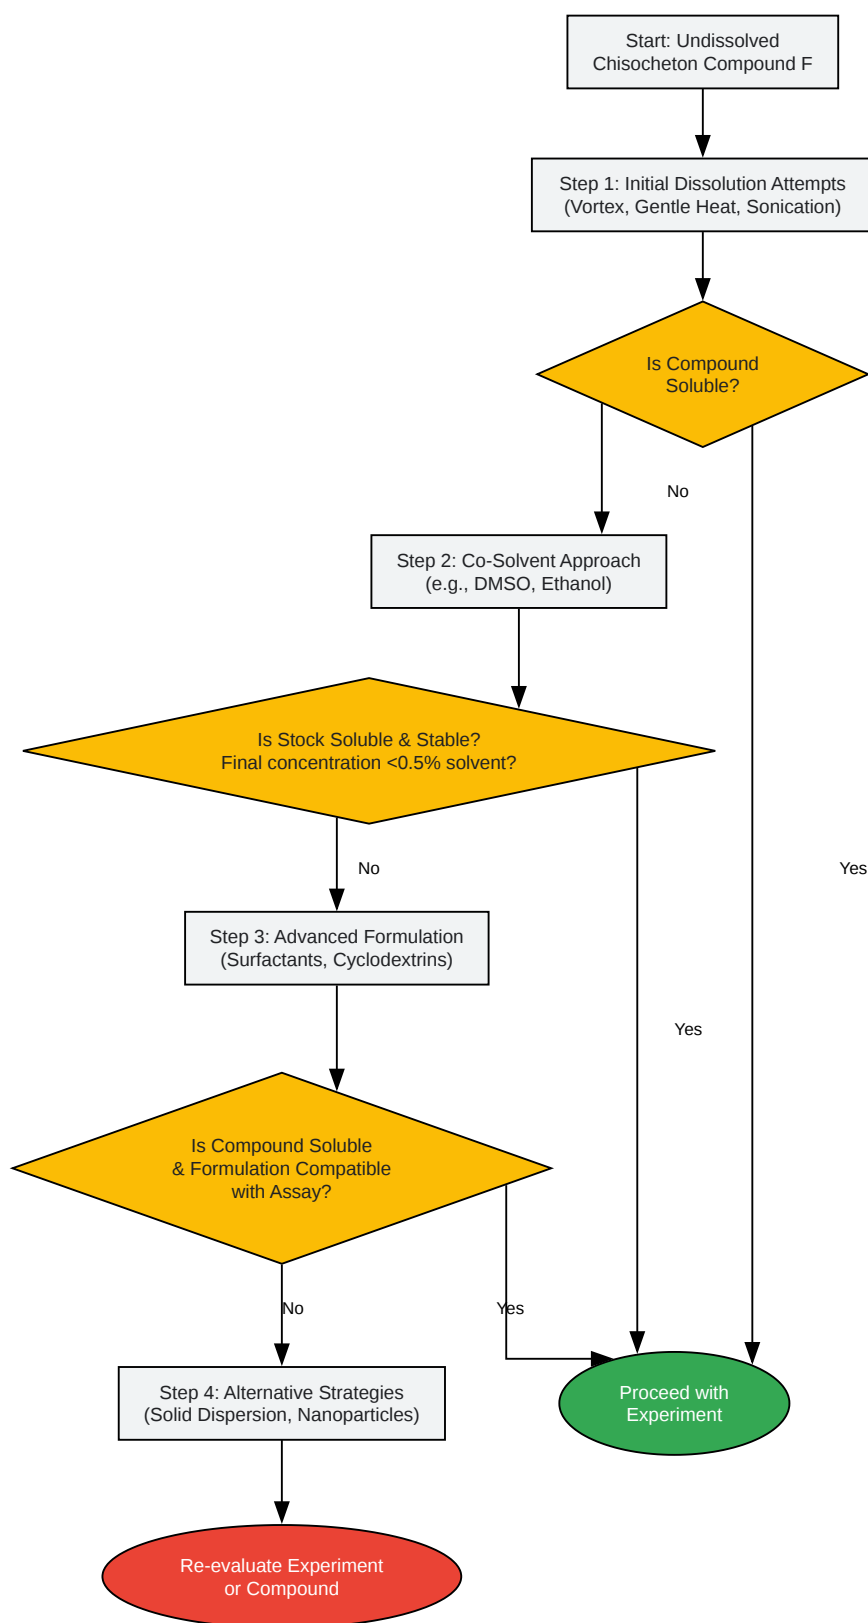 Start: Undissolved
Chisocheton Compound F
Step 1: Initial Dissolution Attempts
(Vortex, Gentle Heat, Sonication)
Is Compound
Soluble?
No
Step 2: Co-Solvent Approach
(e.g., DMSO, Ethanol)
Is Stock Soluble & Stable?
Final concentration <0.5% solvent?
No
Yes
Step 3: Advanced Formulation
(Surfactants, Cyclodextrins)
Yes
Is Compound Soluble
& Formulation Compatible
with Assay?
No
Yes
Step 4: Alternative Strategies
(Solid Dispersion, Nanoparticles)
Proceed with
Experiment
Re-evaluate Experiment
or Compound